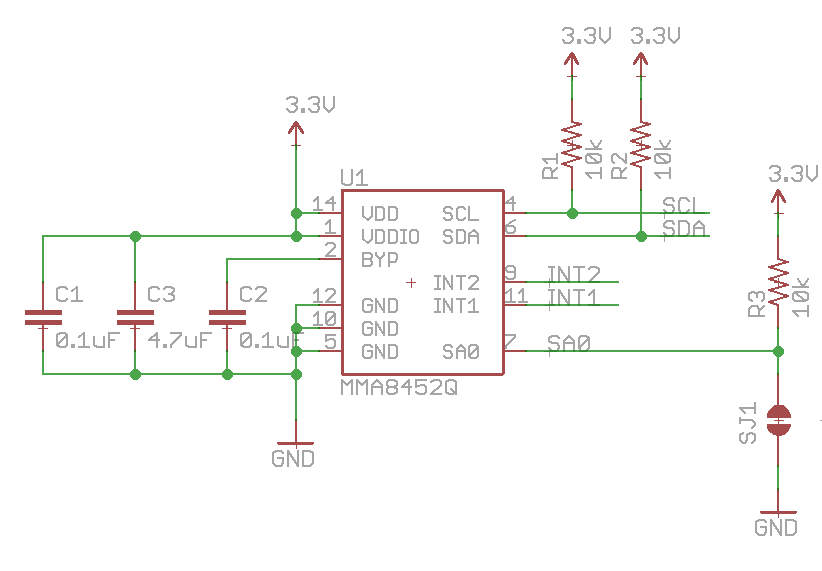 3.3V 3.3V
R1 10k R2 10k
3.3V
U1
14 VDD SCL 4 SCL
1 VDDIO SDA 6 SDA
2 BYP
INT2 9 INT2
12 GND INT1 11 INT1
10 GND
5 GND SA0 7 SA0
MMA8452Q
C1 C3 C2
0.1uF 4.7uF 0.1uF
GND
3.3V
R3 10k
SJ1
GND